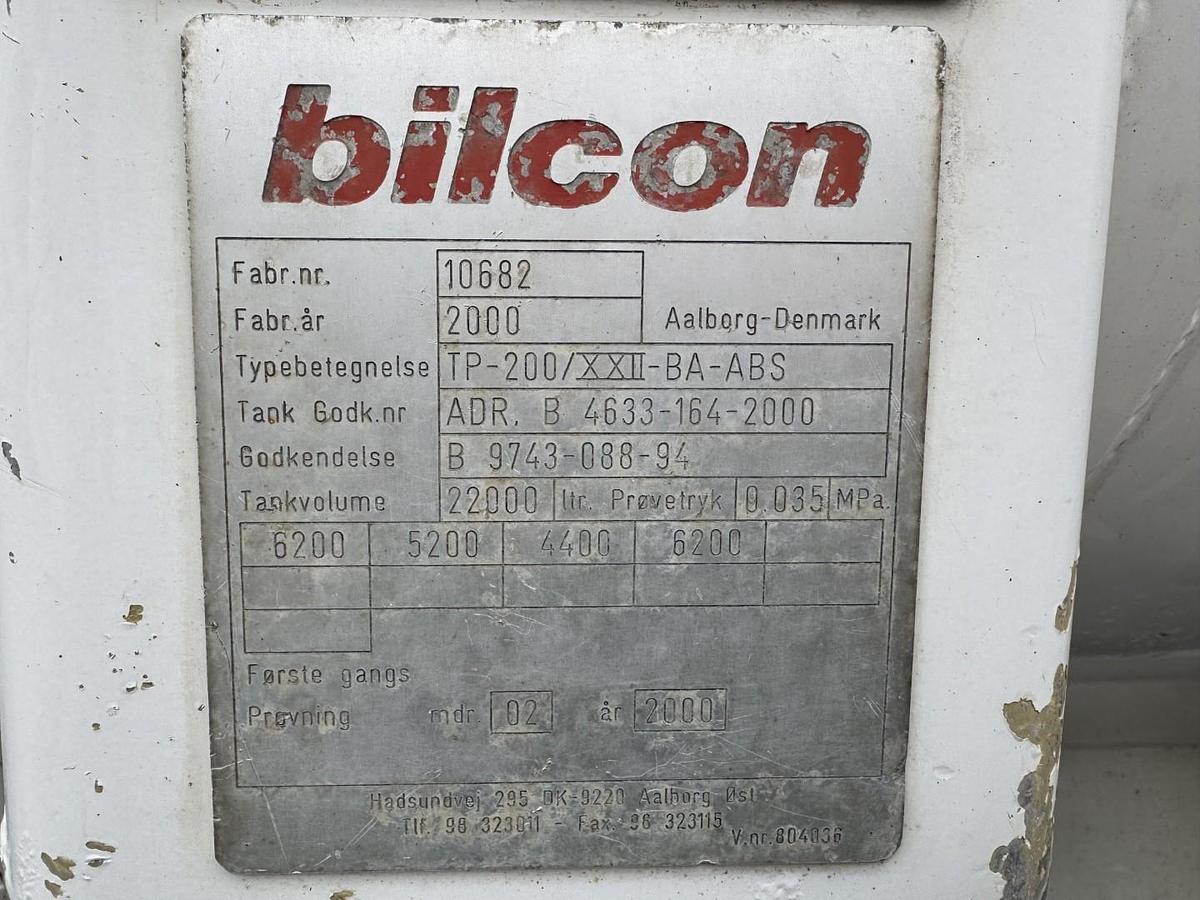 bilcon
Fabr.nr. 10682
Fabr.år 2000 Aalborg-Denmark
Typebetegnelse TP-200/XXII-BA-ABS
Tank Godk.nr ADR. B 4633-164-2000
Godkendelse B 9743-088-94
Tankvolume 22000 ltr. Prøvetryk 0.035 MPa.
6200 5200 4400 6200
Første gangs
Prøvning mdr. 02 år 2000
Hadsundvej 295 DK-9220 Aalborg Øst
Tlf. 98 323011 - Fax. 96 323115
V.nr.804036